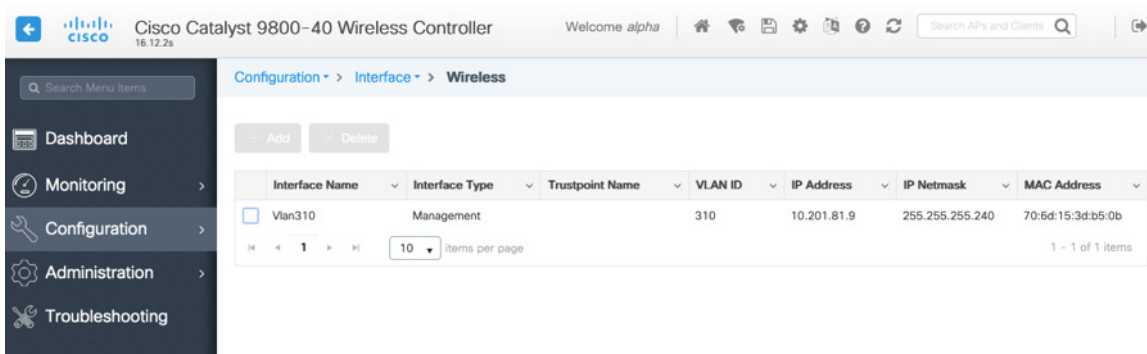 CISCO
Cisco Catalyst 9800-40 Wireless Controller
16.12.2s
Welcome alpha
Search APs and Clients
Search Menu Items
Dashboard
Monitoring
Configuration
Administration
Troubleshooting
Configuration > Interface > Wireless
+ Add × Delete
Interface Name Interface Type Trustpoint Name VLAN ID IP Address IP Netmask MAC Address
Vlan310 Management 310 10.201.81.9 255.255.255.240 70:6d:15:3d:b5:0b
1 10 items per page 1 - 1 of 1 items